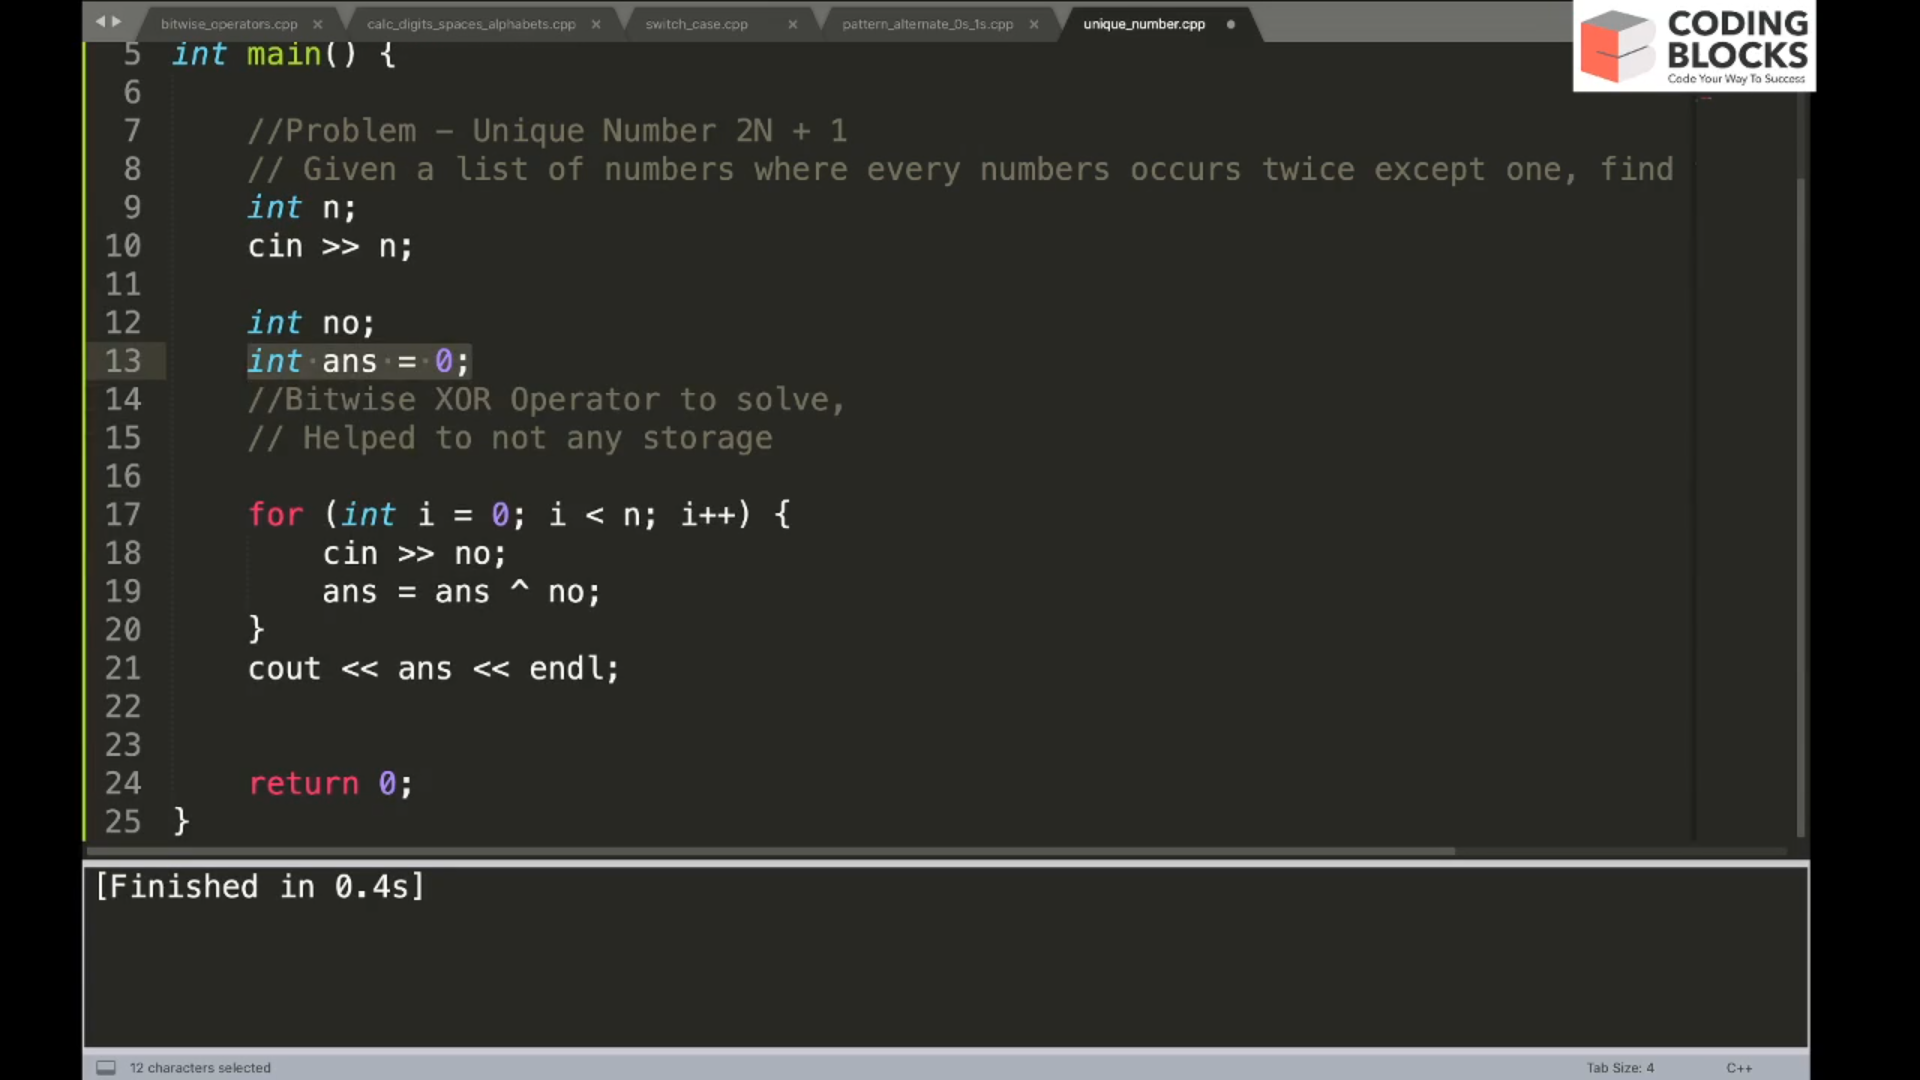 bitwise_operators.cpp × calc_digits_spaces_alphabets.cpp × switch_case.cpp × pattern_alternate_0s_1s.cpp × unique_number.cpp
CODING
BLOCKS
Code Your Way To Success
5 int main() {
6
7 //Problem – Unique Number 2N + 1
8 // Given a list of numbers where every numbers occurs twice except one, find
9 int n;
10 cin >> n;
11
12 int no;
13 int ans = 0;
14 //Bitwise XOR Operator to solve,
15 // Helped to not any storage
16
17 for (int i = 0; i < n; i++) {
18 cin >> no;
19 ans = ans ^ no;
20 }
21 cout << ans << endl;
22
23
24 return 0;
25 }
[Finished in 0.4s]
12 characters selected Tab Size: 4 C++